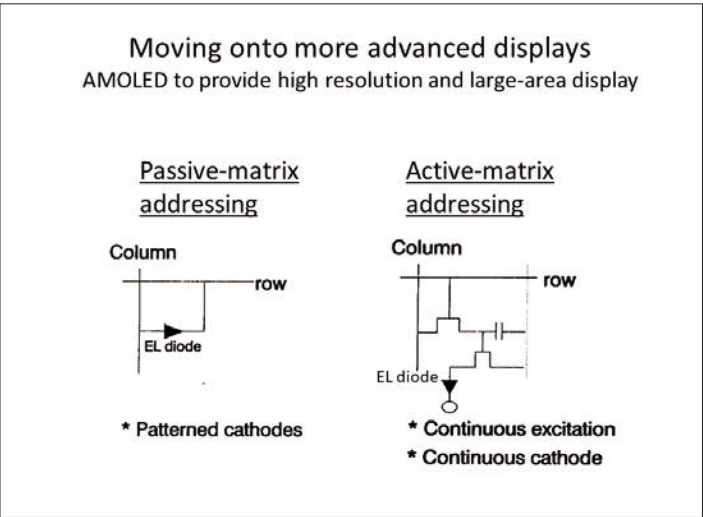 Moving onto more advanced displays
AMOLED to provide high resolution and large-area display
Passive-matrix
addressing
Column
row
EL diode
* Patterned cathodes
Active-matrix
addressing
Column
row
EL diode
* Continuous excitation
* Continuous cathode